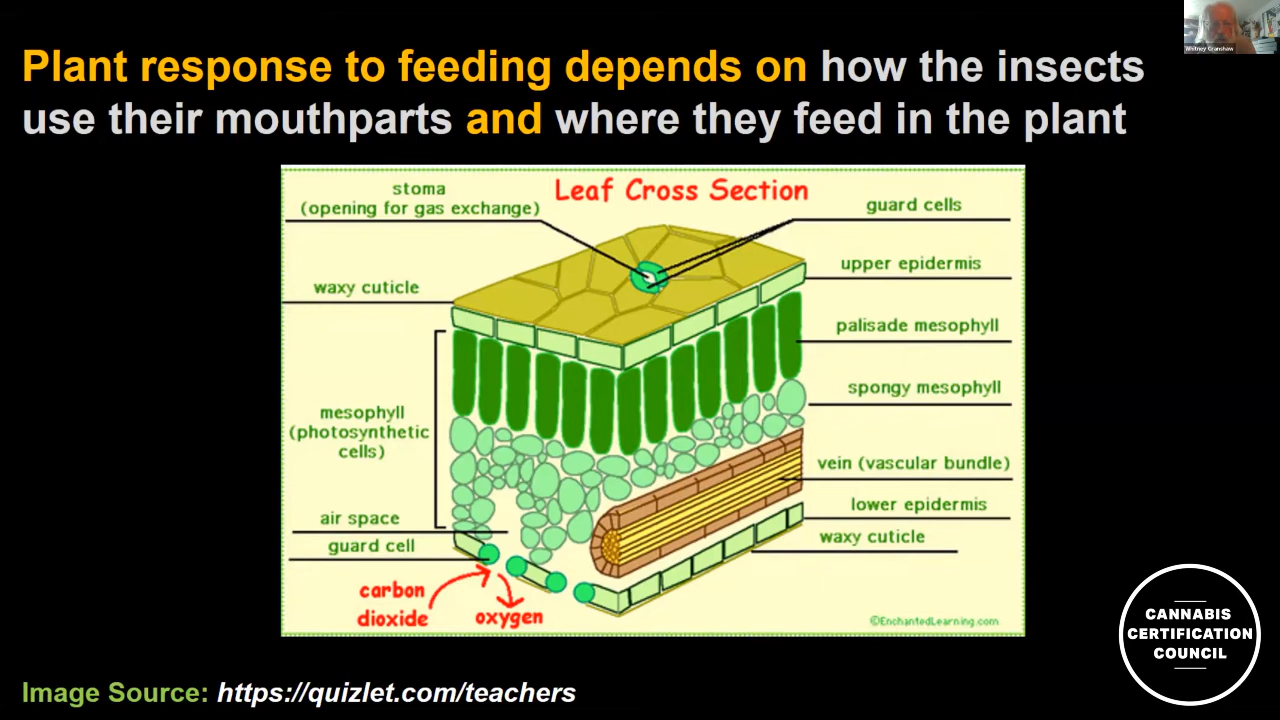 Whitney Cranshaw
Plant response to feeding depends on how the insects
use their mouthparts and where they feed in the plant
Leaf Cross Section
stoma
(opening for gas exchange)
guard cells
upper epidermis
waxy cuticle
palisade mesophyll
spongy mesophyll
mesophyll
(photosynthetic
cells)
vein (vascular bundle)
lower epidermis
air space
waxy cuticle
guard cell
carbon
dioxide
oxygen
©EnchantedLearning.com
CANNABIS
CERTIFICATION
COUNCIL
Image Source: https://quizlet.com/teachers